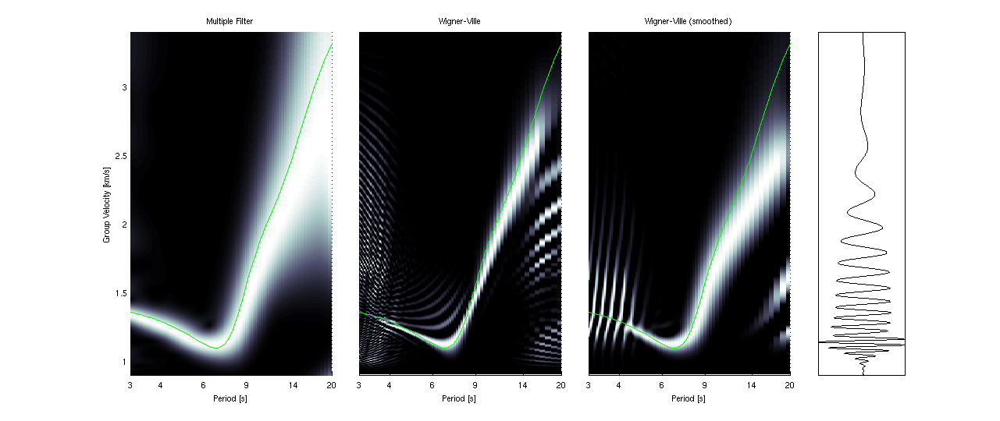 Multiple Filter
Wigner-Ville
Wigner-Ville (smoothed)
Group Velocity [km/s]
3
2.5
2
1.5
1
3 4 6 9 14 20
3 4 6 9 14 20
3 4 6 9 14 20
Period [s]
Period [s]
Period [s]